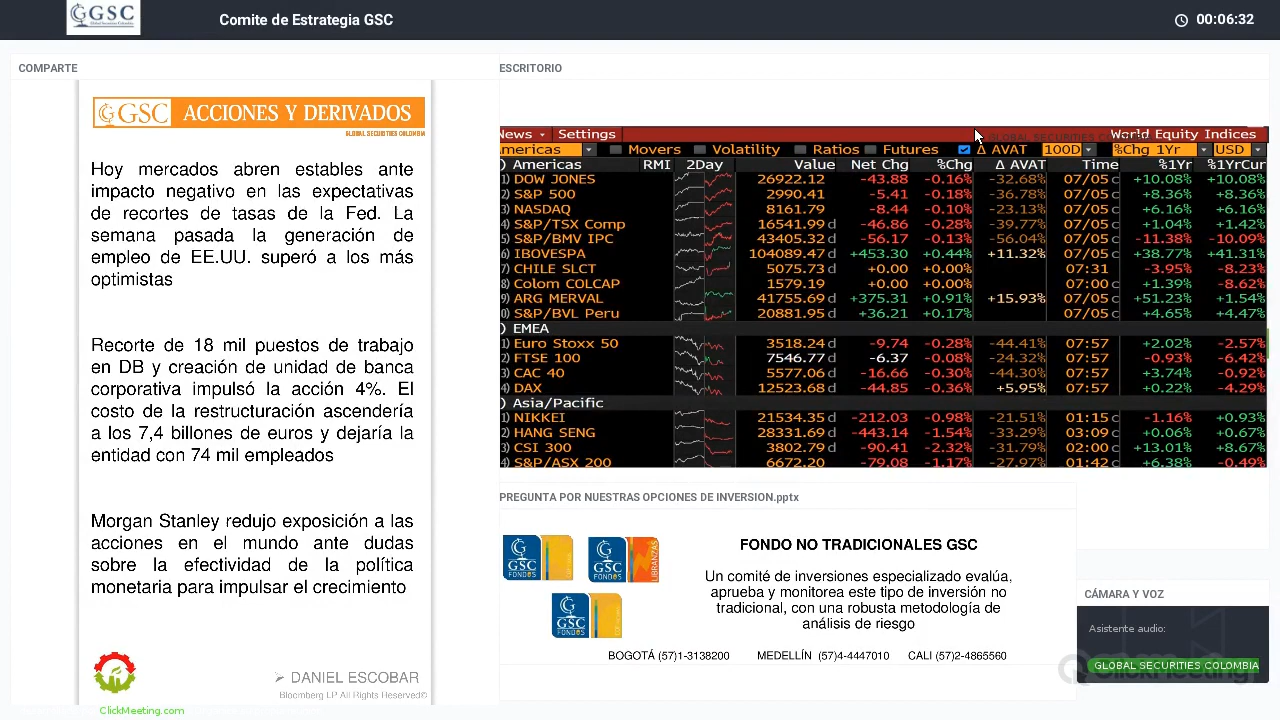 GSC
Global Securities Colombia
Comite de Estrategia GSC
00:06:32
COMPARTE
GSC ACCIONES Y DERIVADOS
GLOBAL SECURITIES COLOMBIA
Hoy mercados abren estables ante
impacto negativo en las expectativas
de recortes de tasas de la Fed. La
semana pasada la generación de
empleo de EE.UU. superó a los más
optimistas
Recorte de 18 mil puestos de trabajo
en DB y creación de unidad de banca
corporativa impulsó la acción 4%. El
costo de la restructuración ascendería
a los 7,4 billones de euros y dejaría la
entidad con 74 mil empleados
Morgan Stanley redujo exposición a las
acciones en el mundo ante dudas
sobre la efectividad de la política
monetaria para impulsar el crecimiento
➢ DANIEL ESCOBAR
Bloomberg LP All Rights Reserved©
ClickMeeting.com
ESCRITORIO
News Settings World Equity Indices
GLOBAL SECURITIES
Americas Movers Volatility Ratios Futures Δ AVAT 100D %Chg 1Yr USD
) Americas RMI 2Day Value Net Chg %Chg Δ AVAT Time %1Yr %1YrCur
1) DOW JONES 26922.12 -43.88 -0.16% -32.68% 07/05 c +10.08% +10.08%
2) S&P 500 2990.41 -5.41 -0.18% -36.78% 07/05 c +8.36% +8.36%
3) NASDAQ 8161.79 -8.44 -0.10% -23.13% 07/05 c +6.16% +6.16%
4) S&P/TSX Comp 16541.99 d -46.86 -0.28% -39.77% 07/05 c +1.04% +1.42%
5) S&P/BMV IPC 43405.32 d -56.17 -0.13% -56.04% 07/05 c -11.38% -10.09%
6) IBOVESPA 104089.47 d +453.30 +0.44% +11.32% 07/05 c +38.77% +41.31%
7) CHILE SLCT 5075.73 d +0.00 +0.00% 07:31 -3.95% -8.23%
8) Colom COLCAP 1579.19 +0.00 +0.00% 07:00 c +1.39% -8.62%
9) ARG MERVAL 41755.69 d +375.31 +0.91% +15.93% 07/05 c +51.23% +1.54%
0) S&P/BVL Peru 20881.95 d +36.21 +0.17% 07/05 c +4.65% +4.47%
) EMEA
1) Euro Stoxx 50 3518.24 d -9.74 -0.28% -44.41% 07:57 +2.02% -2.57%
2) FTSE 100 7546.77 d -6.37 -0.08% -24.32% 07:57 -0.93% -6.42%
3) CAC 40 5577.06 d -16.66 -0.30% -44.30% 07:57 +3.74% -0.92%
4) DAX 12523.68 d -44.85 -0.36% +5.95% 07:57 +0.22% -4.29%
) Asia/Pacific
1) NIKKEI 21534.35 d -212.03 -0.98% -21.51% 01:15 c -1.16% +0.93%
2) HANG SENG 28331.69 d -443.14 -1.54% -33.29% 03:09 c +0.06% +0.67%
3) CSI 300 3802.79 d -90.41 -2.32% -31.79% 02:00 c +13.01% +8.67%
4) S&P/ASX 200 6672.20 -79.08 -1.17% -27.97% 01:42 c +6.38% -0.49%
PREGUNTA POR NUESTRAS OPCIONES DE INVERSION.pptx
GSC FONDOS
GSC FONDOS LIBRANZAS
GSC FONDOS
FONDO NO TRADICIONALES GSC
Un comité de inversiones especializado evalúa,
aprueba y monitorea este tipo de inversión no
tradicional, con una robusta metodología de
análisis de riesgo
BOGOTÁ (57)1-3138200 MEDELLÍN (57)4-4447010 CALI (57)2-4865560
CÁMARA Y VOZ
Asistente audio:
GLOBAL SECURITIES COLOMBIA
ClickMeeting